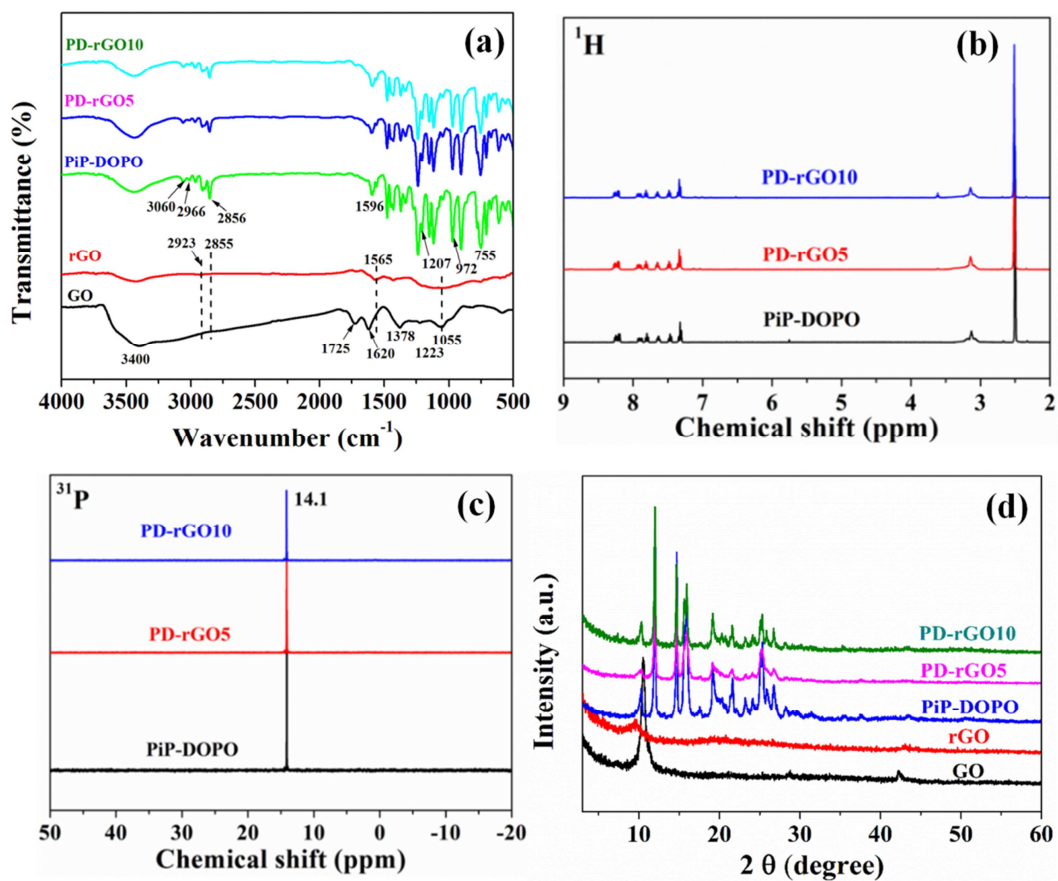 (a)
PD-rGO10
PD-rGO5
PiP-DOPO
3060
2966
2856
1596
2923
2855
rGO
1565
1207
972
755
GO
3400
1725
1620
1378
1223
1055
Transmittance (%)
4000 3500 3000 2500 2000 1500 1000 500
Wavenumber (cm-1)
1H
(b)
PD-rGO10
PD-rGO5
PiP-DOPO
9 8 7 6 5 4 3 2
Chemical shift (ppm)
31P
14.1
(c)
PD-rGO10
PD-rGO5
PiP-DOPO
50 40 30 20 10 0 -10 -20
Chemical shift (ppm)
(d)
Intensity (a.u.)
PD-rGO10
PD-rGO5
PiP-DOPO
rGO
GO
10 20 30 40 50 60
2 θ (degree)